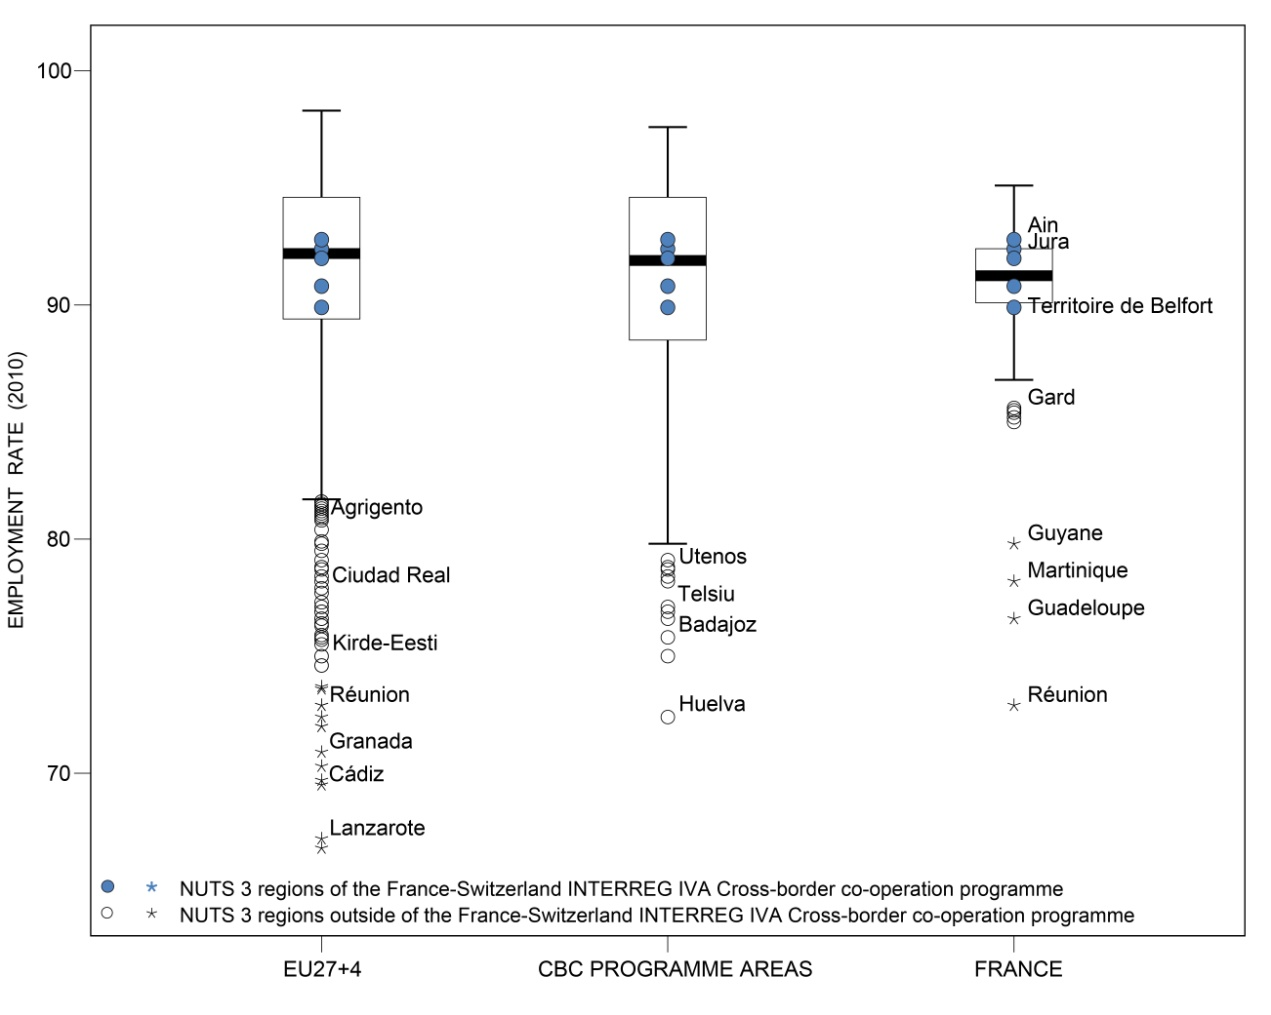 100
90
80
70
EMPLOYMENT RATE (2010)
Agrigento
Ciudad Real
Kirde-Eesti
Réunion
Granada
Cádiz
Lanzarote
Utenos
Telsiu
Badajoz
Huelva
Ain
Jura
Territoire de Belfort
Gard
Guyane
Martinique
Guadeloupe
Réunion
NUTS 3 regions of the France-Switzerland INTERREG IVA Cross-border co-operation programme
NUTS 3 regions outside of the France-Switzerland INTERREG IVA Cross-border co-operation programme
EU27+4
CBC PROGRAMME AREAS
FRANCE